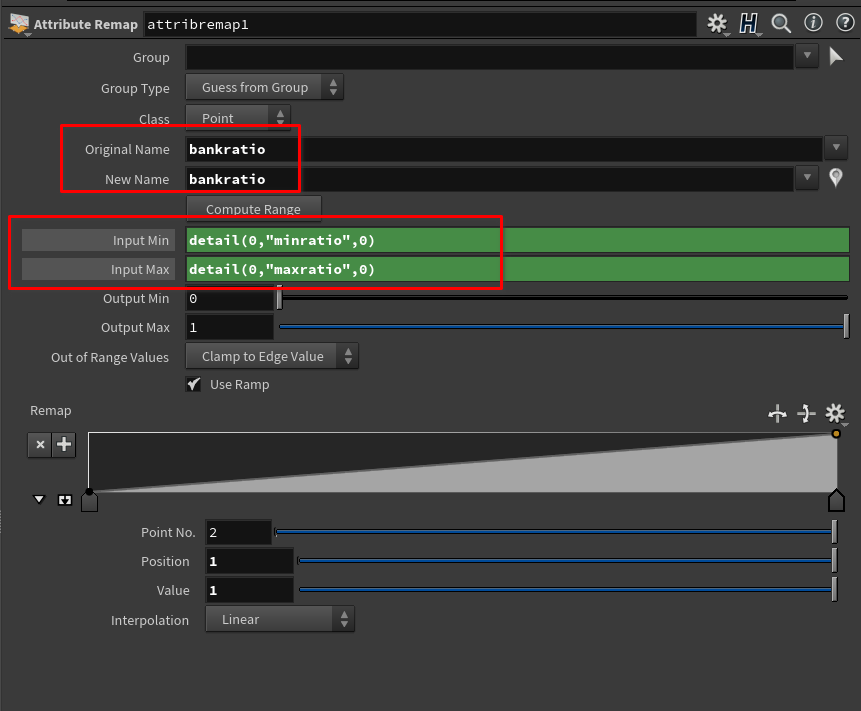 Attribute Remap attribremap1
Group
Group Type Guess from Group
Class Point
Original Name bankratio
New Name bankratio
Compute Range
Input Min detail(0,"minratio",0)
Input Max detail(0,"maxratio",0)
Output Min 0
Output Max 1
Out of Range Values Clamp to Edge Value
Use Ramp
Remap
Point No. 2
Position 1
Value 1
Interpolation Linear